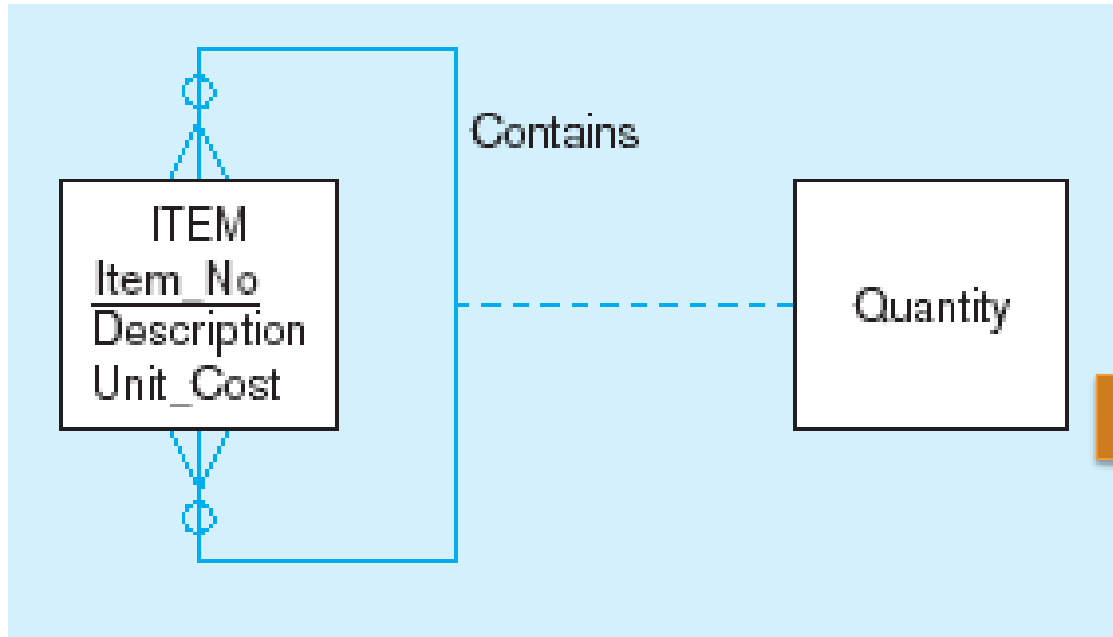 Contains
ITEM
Item_No
Description
Unit_Cost
Quantity